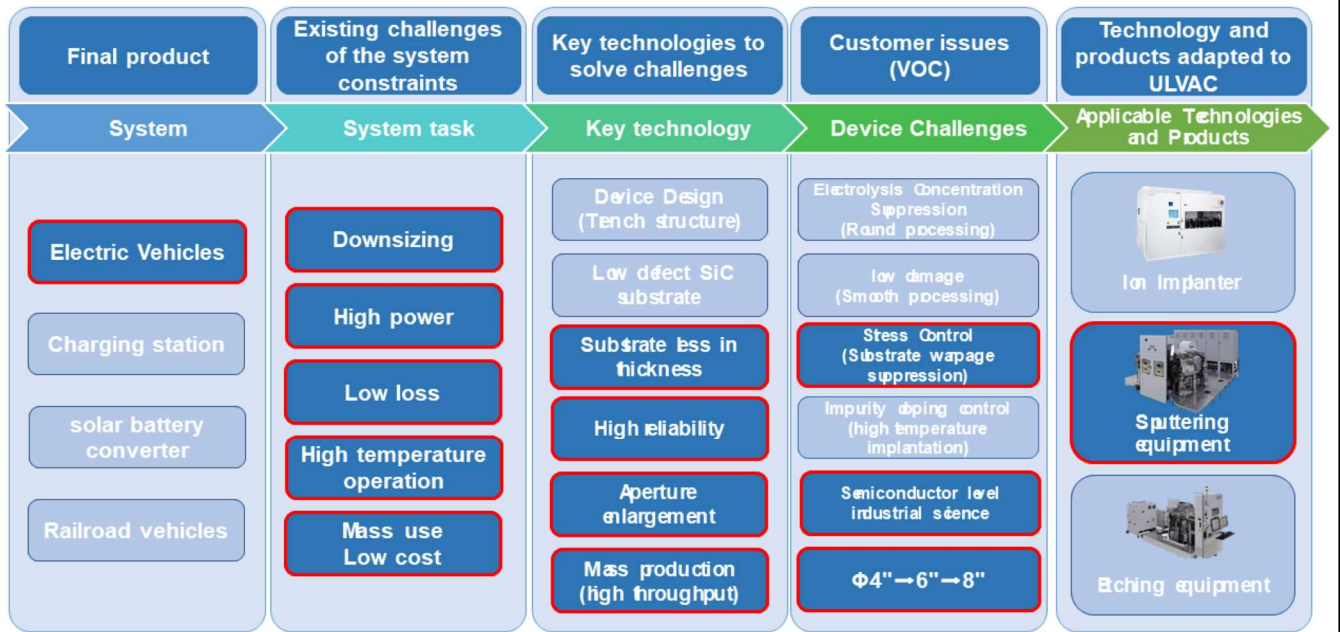 Final product
Existing challenges
of the system
constraints
Key technologies to
solve challenges
Customer issues
(VOC)
Technology and
products adapted to
ULVAC
System
System task
Key technology
Device Challenges
Applicable Technologies
and Products
Electric Vehicles
Charging station
solar battery
converter
Railroad vehicles
Downsizing
High power
Low loss
High temperature
operation
Mass use
Low cost
Device Design
(Trench structure)
Low defect SiC
substrate
Substrate less in
thickness
High reliability
Aperture
enlargement
Mass production
(high throughput)
Electrolysis Concentration
Suppression
(Round processing)
low damage
(Smooth processing)
Stress Control
(Substrate warpage
suppression)
Impurity doping control
(high temperature
implantation)
Semiconductor level
industrial science
Φ4"→6"→8"
Ion Implanter
Sputtering
equipment
Etching equipment